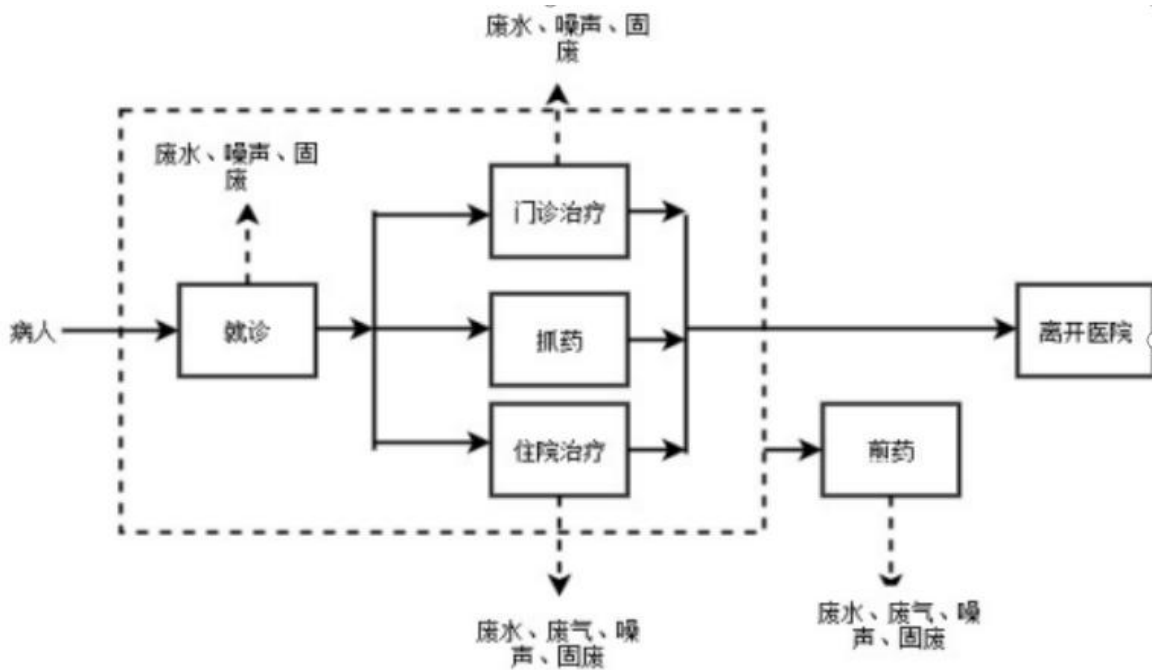 废水、噪声、固
废
废水、噪声、固
废
门诊治疗
病人
就诊
抓药
离开医院
住院治疗
煎药
废水、废气、噪
声、固废
废水、废气、噪
声、固废